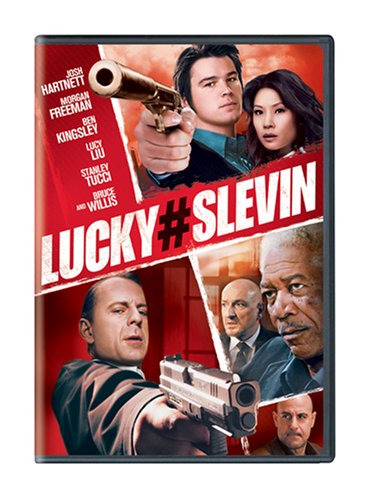 JOSH
HARTNETT
MORGAN
FREEMAN
BEN
KINGSLEY
LUCY
LIU
STANLEY
TUCCI
AND BRUCE
WILLIS
LUCKY#SLEVIN